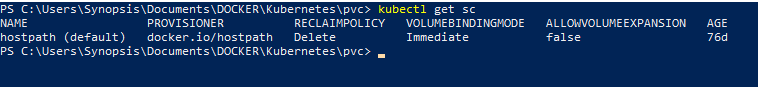 PS C:\Users\Synopsis\Documents\DOCKER\Kubernetes\pvc> kubectl get sc
NAME PROVISIONER RECLAIMPOLICY VOLUMEBINDINGMODE ALLOWVOLUMEEXPANSION AGE
hostpath (default) docker.io/hostpath Delete Immediate false 76d
PS C:\Users\Synopsis\Documents\DOCKER\Kubernetes\pvc>